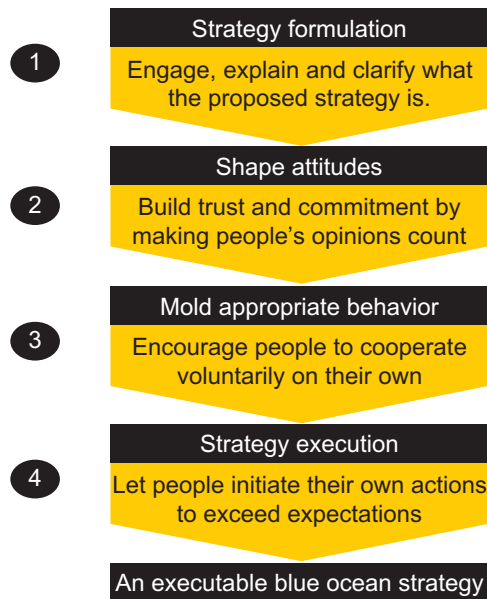 Strategy formulation
1
Engage, explain and clarify what
the proposed strategy is.
Shape attitudes
2
Build trust and commitment by
making people's opinions count
Mold appropriate behavior
3
Encourage people to cooperate
voluntarily on their own
Strategy execution
4
Let people initiate their own actions
to exceed expectations
An executable blue ocean strategy